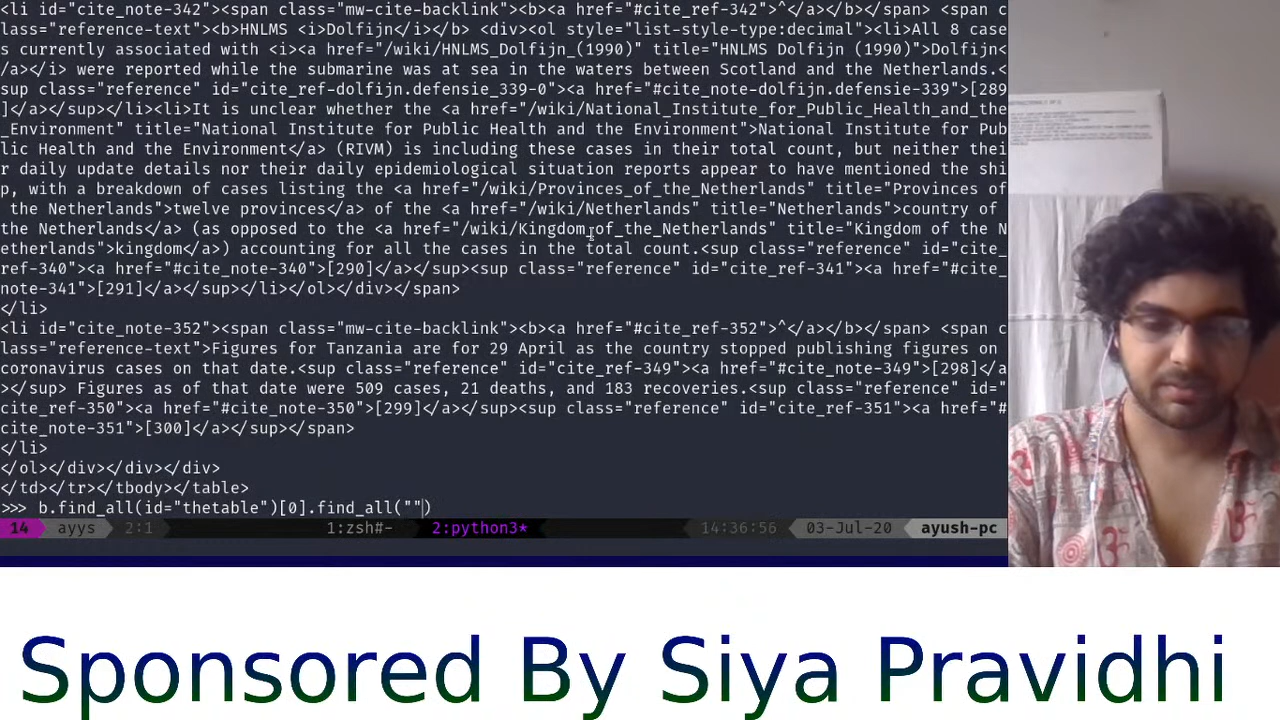 <li id="cite_note-342"><span class="mw-cite-backlink"><b><a href="#cite_ref-342">^</a></b></span> <span c
lass="reference-text"><b>HNLMS <i>Dolfijn</i></b> <div><ol style="list-style-type:decimal"><li>All 8 case
s currently associated with <i><a href="/wiki/HNLMS_Dolfijn_(1990)" title="HNLMS Dolfijn (1990)">Dolfijn<
/a></i> were reported while the submarine was at sea in the waters between Scotland and the Netherlands.<
sup class="reference" id="cite_ref-dolfijn.defensie_339-0"><a href="#cite_note-dolfijn.defensie-339">[289
]</a></sup></li><li>It is unclear whether the <a href="/wiki/National_Institute_for_Public_Health_and_the
_Environment" title="National Institute for Public Health and the Environment">National Institute for Pub
lic Health and the Environment</a> (RIVM) is including these cases in their total count, but neither thei
r daily update details nor their daily epidemiological situation reports appear to have mentioned the shi
p, with a breakdown of cases listing the <a href="/wiki/Provinces_of_the_Netherlands" title="Provinces of
 the Netherlands">twelve provinces</a> of the <a href="/wiki/Netherlands" title="Netherlands">country of
the Netherlands</a> (as opposed to the <a href="/wiki/Kingdom_of_the_Netherlands" title="Kingdom of the N
etherlands">kingdom</a>) accounting for all the cases in the total count.<sup class="reference" id="cite_
ref-340"><a href="#cite_note-340">[290]</a></sup><sup class="reference" id="cite_ref-341"><a href="#cite_
note-341">[291]</a></sup></li></ol></div></span>
</li>
<li id="cite_note-352"><span class="mw-cite-backlink"><b><a href="#cite_ref-352">^</a></b></span> <span c
lass="reference-text">Figures for Tanzania are for 29 April as the country stopped publishing figures on
coronavirus cases on that date.<sup class="reference" id="cite_ref-349"><a href="#cite_note-349">[298]</a
></sup> Figures as of that date were 509 cases, 21 deaths, and 183 recoveries.<sup class="reference" id="
cite_ref-350"><a href="#cite_note-350">[299]</a></sup><sup class="reference" id="cite_ref-351"><a href="#
cite_note-351">[300]</a></sup></span>
</li>
</ol></div></div></div>
</td></tr></tbody></table>
>>> b.find_all(id="thetable")[0].find_all("")
14 ayys 2:1 1:zsh#- 2:python3* 14:36:56 03-Jul-20 ayush-pc
Sponsored By Siya Pravidhi